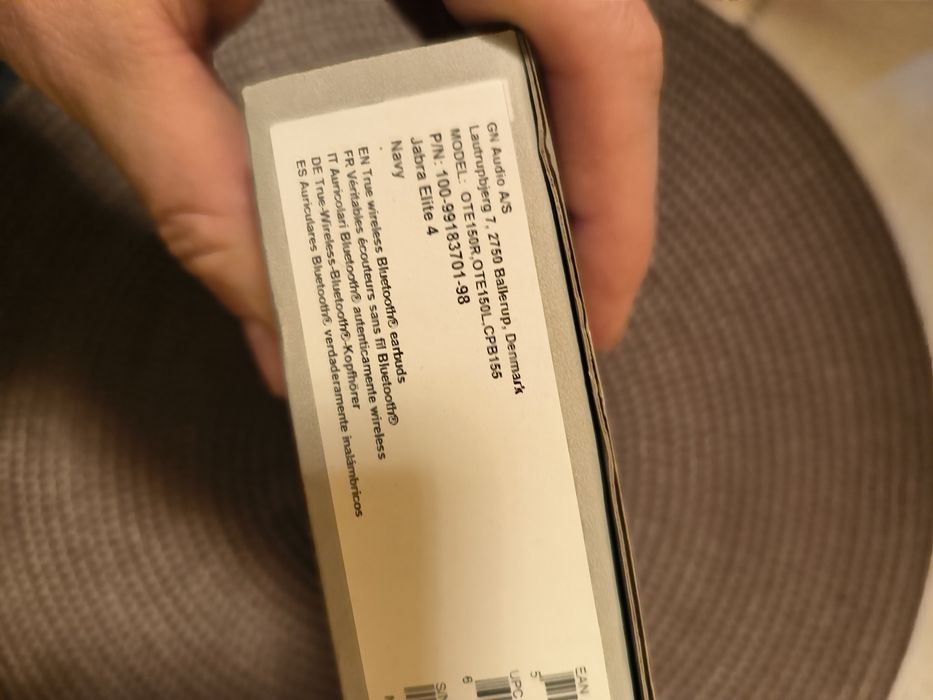 GN Audio A/S
Lautrupbjerg 7, 2750 Ballerup, Denmark
MODEL: OTE150R,OTE150L,CPB155
P/N: 100-99183701-98
Jabra Elite 4
Navy
EN True wireless Bluetooth® earbuds
FR Véritables écouteurs sans fil Bluetooth®
IT Auricolari Bluetooth® autenticamente wireless
DE True-Wireless-Bluetooth®-Kopfhörer
ES Auriculares Bluetooth® verdaderamente inalámbricos
EAN
5
UPC
6
S/N